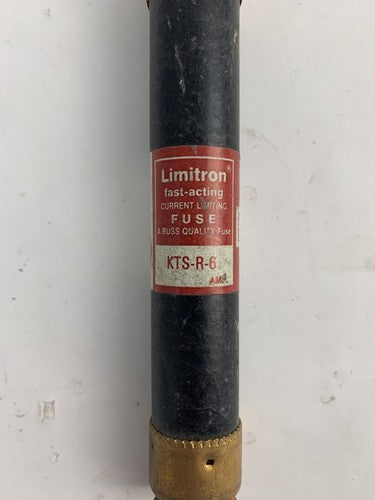 Limitron®
fast-acting
CURRENT LIMITING
FUSE
A BUSS QUALITY Fuse
KTS-R-6
AMP.